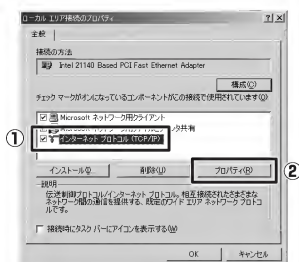 ローカル エリア接続のプロパティ
全般
接続の方法
Intel 21140 Based PCI Fast Ethernet Adapter
構成(C)
チェック マークがオンになっているコンポーネントがこの接続で使用されています(O)
Microsoft ネットワーク用クライアント
① インターネット プロトコル (TCP/IP)
インストール(N)... 削除(U) プロパティ(R) ②
説明
伝送制御プロトコル/インターネット プロトコル。相互接続されたさまざまな
ネットワーク間の通信を提供する、既定のワイド エリア ネットワーク プロトコ
ルです。
接続時にタスク バーにアイコンを表示する(W)
OK キャンセル